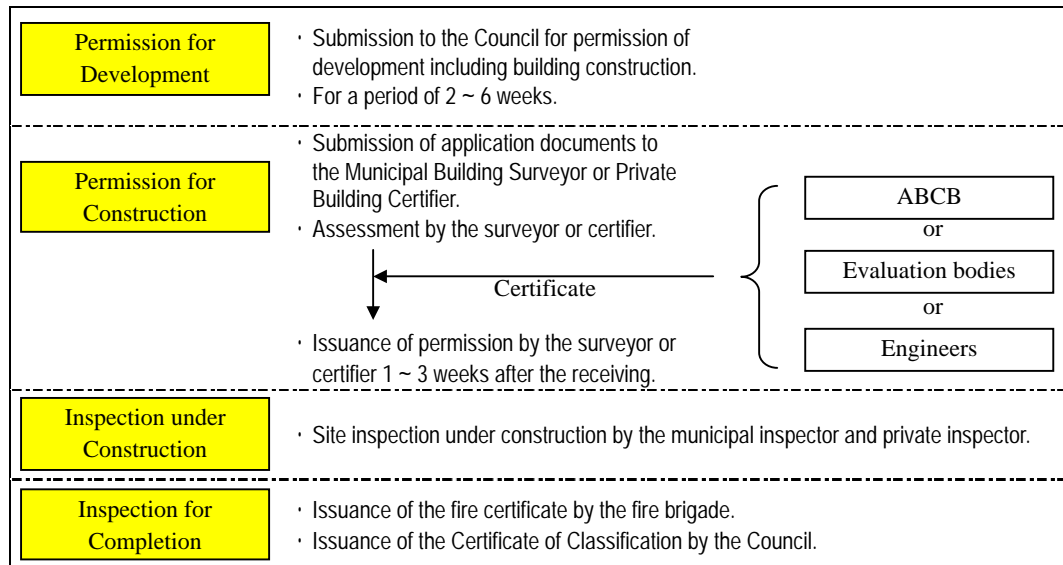 Permission for
Development
· Submission to the Council for permission of
development including building construction.
· For a period of 2 ~ 6 weeks.
Permission for
Construction
· Submission of application documents to
the Municipal Building Surveyor or Private
Building Certifier.
· Assessment by the surveyor or certifier.
Certificate
· Issuance of permission by the surveyor or
certifier 1 ~ 3 weeks after the receiving.
ABCB
or
Evaluation bodies
or
Engineers
Inspection under
Construction
· Site inspection under construction by the municipal inspector and private inspector.
Inspection for
Completion
· Issuance of the fire certificate by the fire brigade.
· Issuance of the Certificate of Classification by the Council.